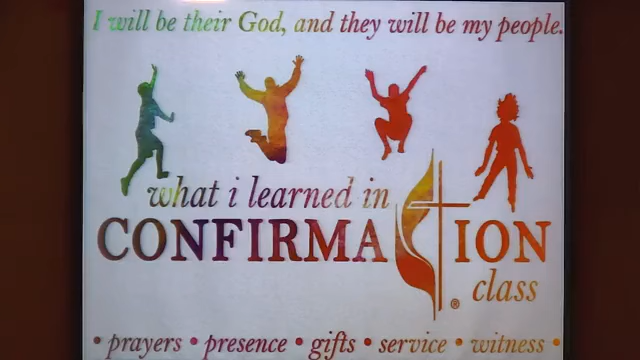 I will be their God, and they will be my people.
what i learned in
CONFIRMATION
®
class
• prayers • presence • gifts • service • witness •